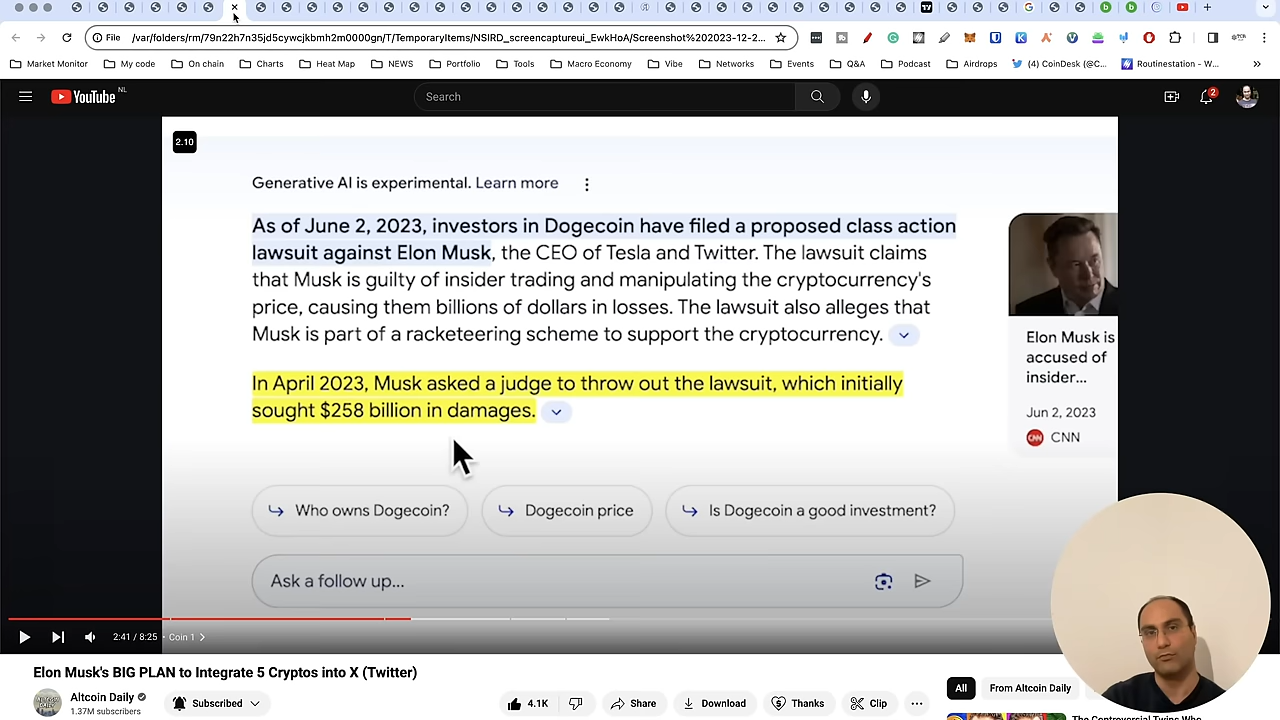 File
/var/folders/rm/79n22h7n35jd5cywcjkbmh2m0000gn/T/TemporaryItems/NSIRD_screencaptureui_EwkHoA/Screenshot%202023-12-2...
Market Monitor
My code
On chain
Charts
Heat Map
NEWS
Portfolio
Tools
Macro Economy
Vibe
Networks
Events
Q&A
Podcast
Airdrops
(4) CoinDesk (@C...
Routinestation - W...
YouTube NL
Search
2
2.10
Generative AI is experimental. Learn more
As of June 2, 2023, investors in Dogecoin have filed a proposed class action
lawsuit against Elon Musk, the CEO of Tesla and Twitter. The lawsuit claims
that Musk is guilty of insider trading and manipulating the cryptocurrency's
price, causing them billions of dollars in losses. The lawsuit also alleges that
Musk is part of a racketeering scheme to support the cryptocurrency.
In April 2023, Musk asked a judge to throw out the lawsuit, which initially
sought $258 billion in damages.
Elon Musk is
accused of
insider...
Jun 2, 2023
CNN
Who owns Dogecoin?
Dogecoin price
Is Dogecoin a good investment?
Ask a follow up...
2:41 / 8:25 • Coin 1
Elon Musk's BIG PLAN to Integrate 5 Cryptos into X (Twitter)
Altcoin Daily
1.37M subscribers
Subscribed
4.1K
Share
Download
Thanks
Clip
All
From Altcoin Daily
The Controversial Twins Who